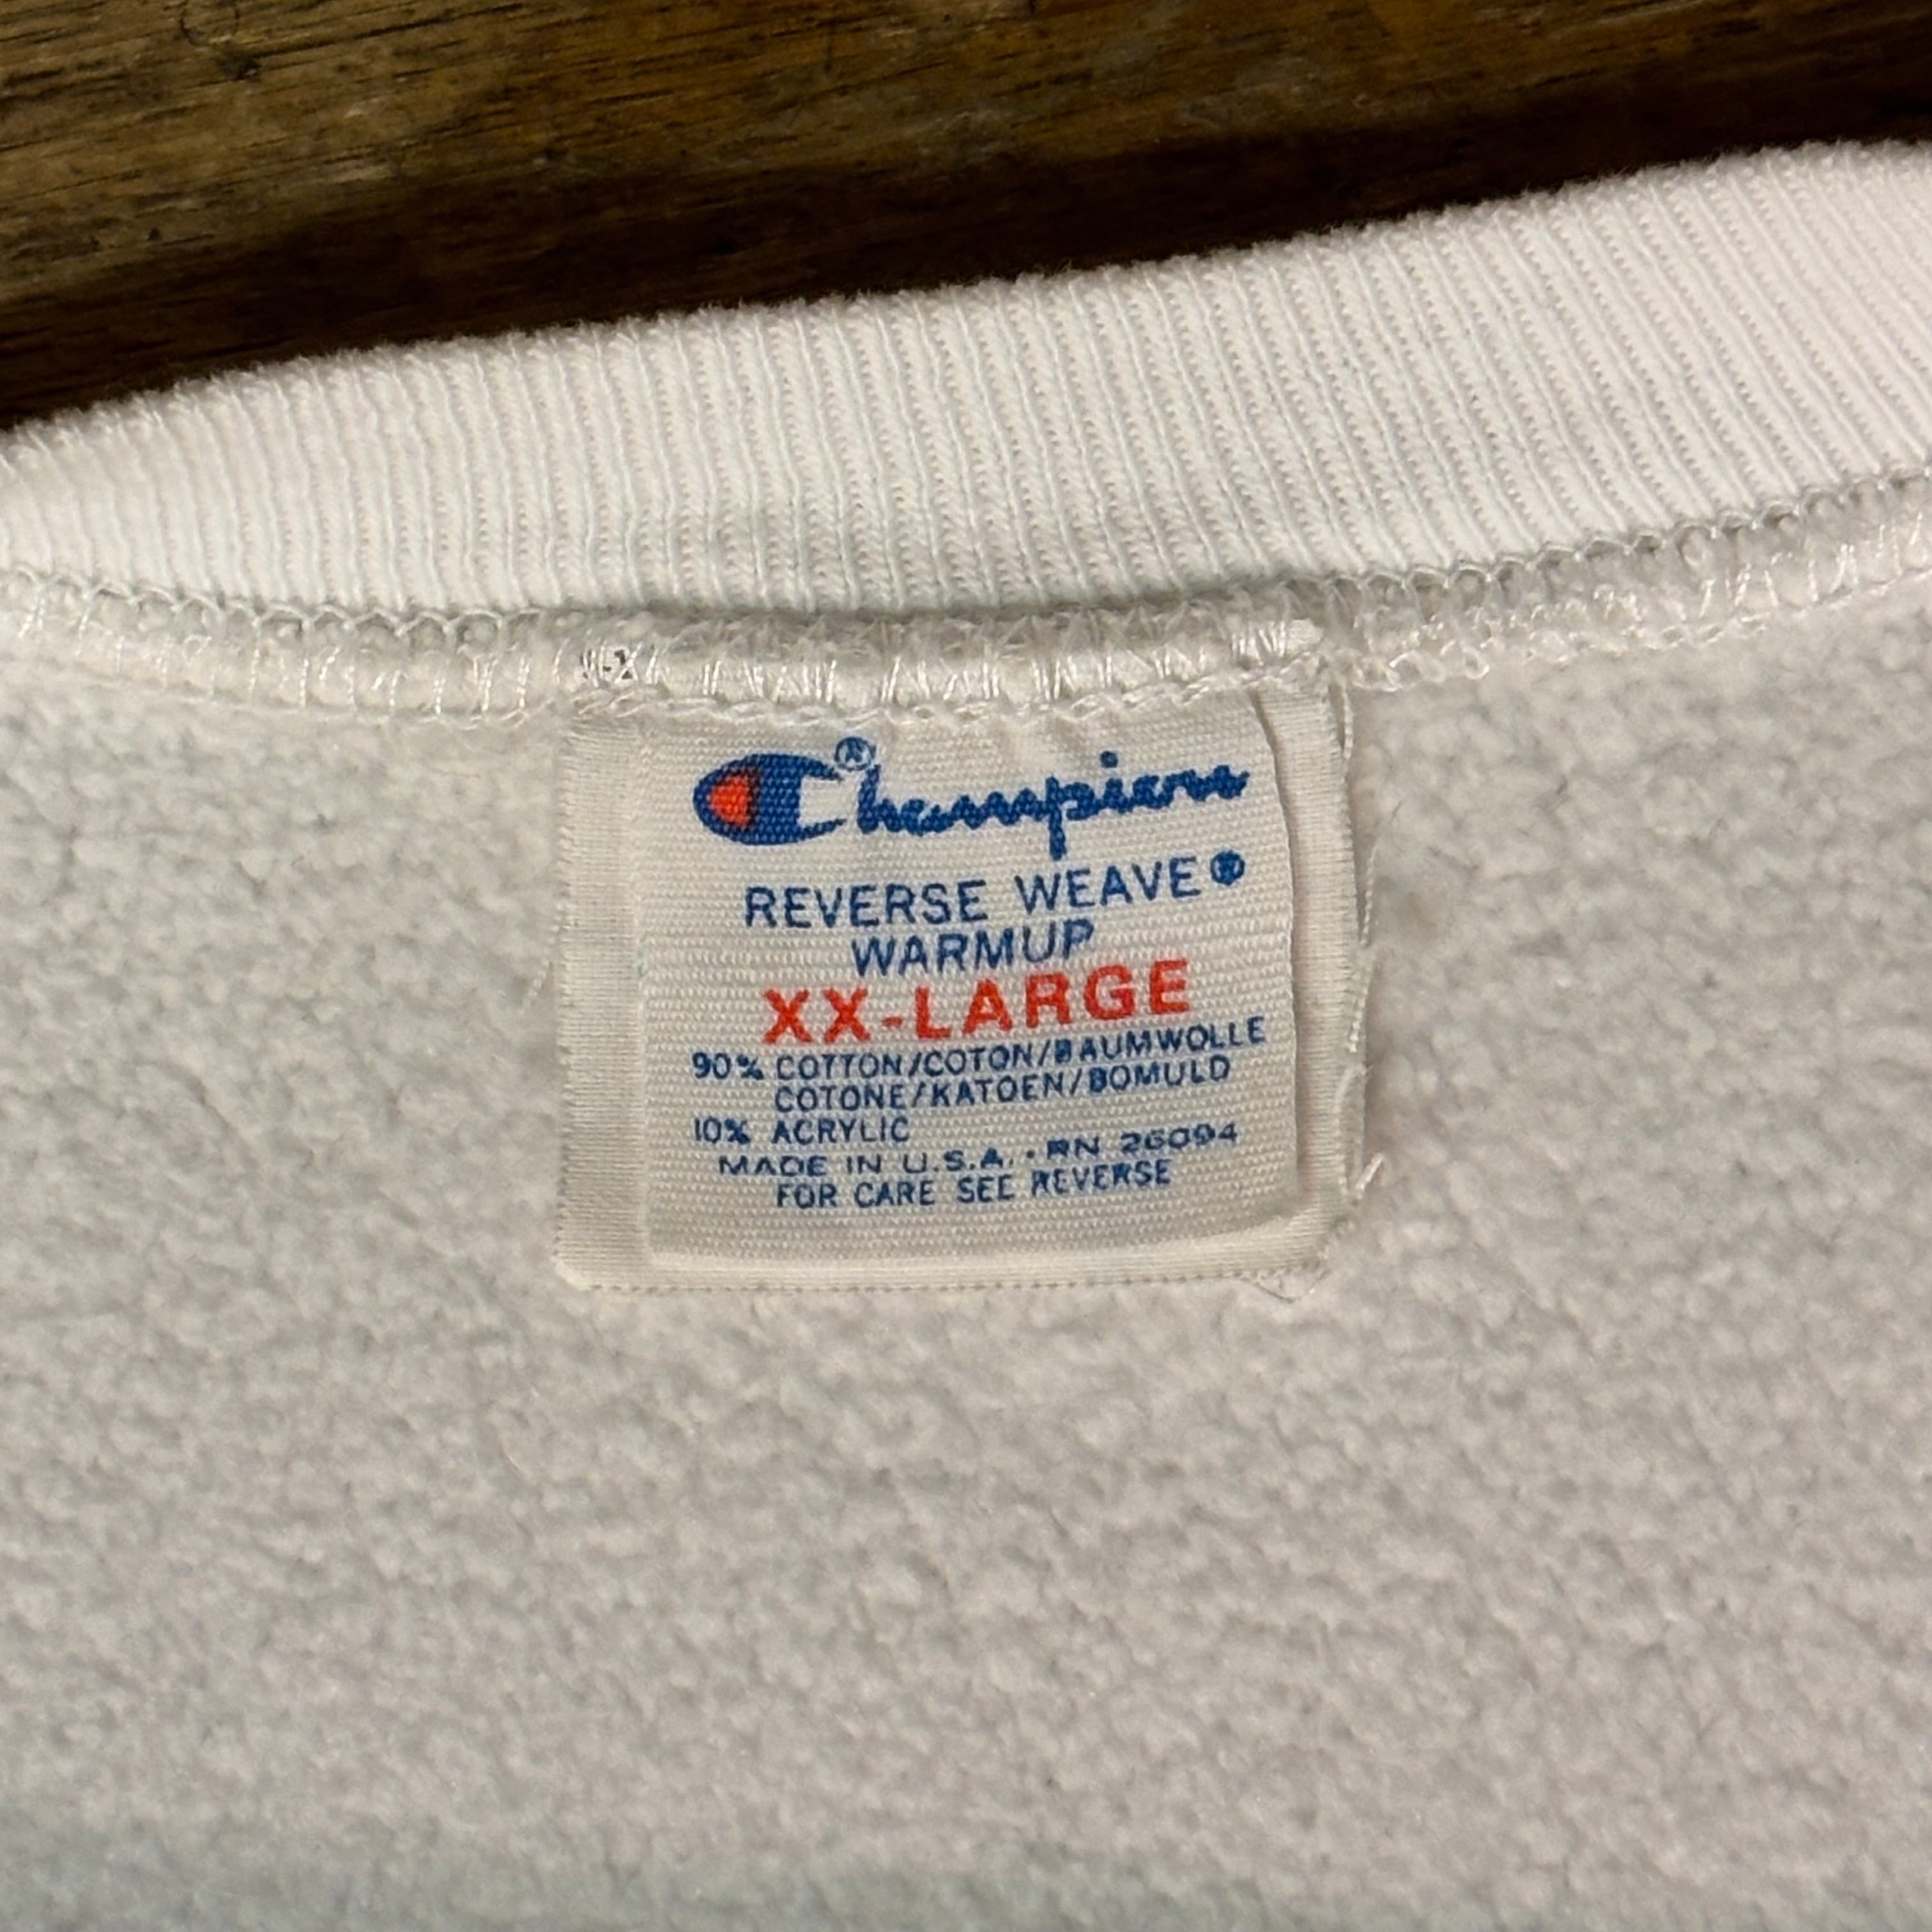 Champion®
REVERSE WEAVE®
WARMUP
XX-LARGE
90% COTTON/COTON/BAUMWOLLE
COTONE/KATOEN/BOMULD
10% ACRYLIC
MADE IN U.S.A. · RN 26094
FOR CARE SEE REVERSE